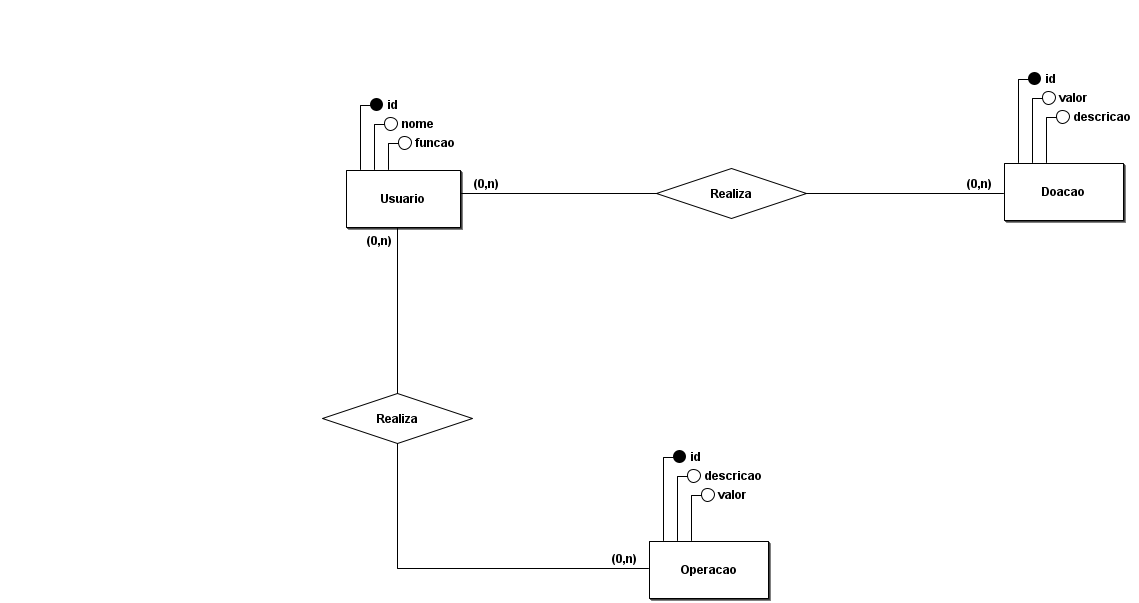 id
valor
descricao
id
nome
funcao
Usuario
(0,n)
Realiza
(0,n)
Doacao
(0,n)
Realiza
id
descricao
valor
(0,n)
Operacao